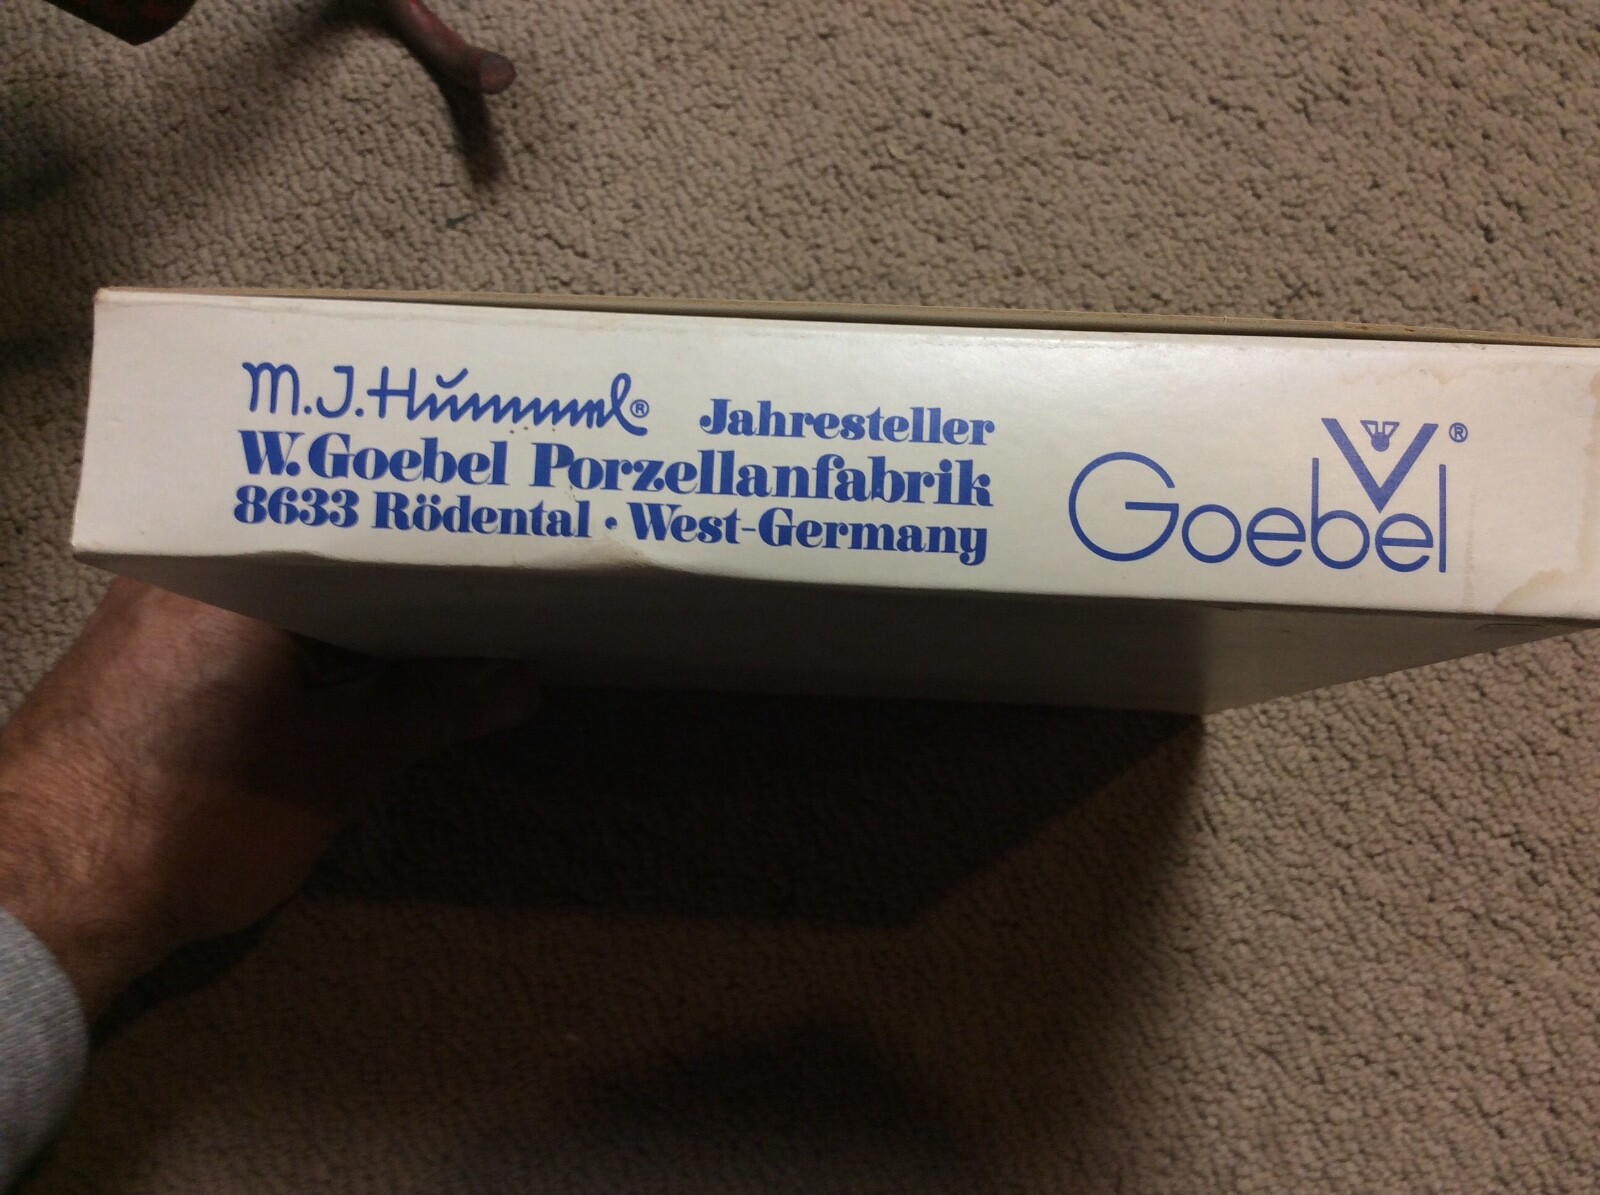 M.J. Hummel® Jahresteller
W. Goebel Porzellanfabrik
8633 Rödental • West-Germany
Goebel®